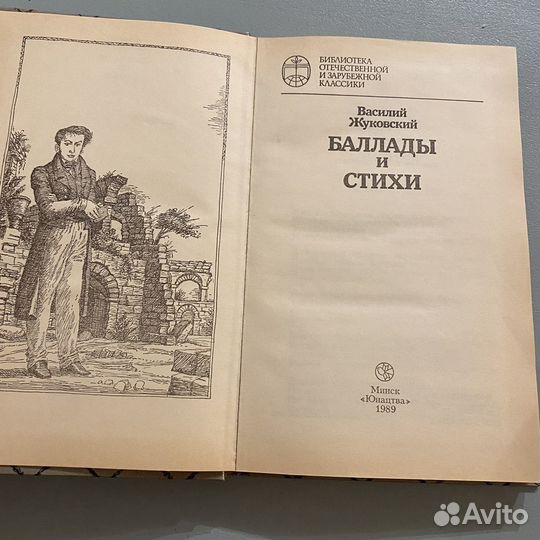 БИБЛИОТЕКА
ОТЕЧЕСТВЕННОЙ
И ЗАРУБЕЖНОЙ
КЛАССИКИ
Василий
Жуковский
БАЛЛАДЫ
И
СТИХИ
Минск
«Юнацтва»
1989
Avito